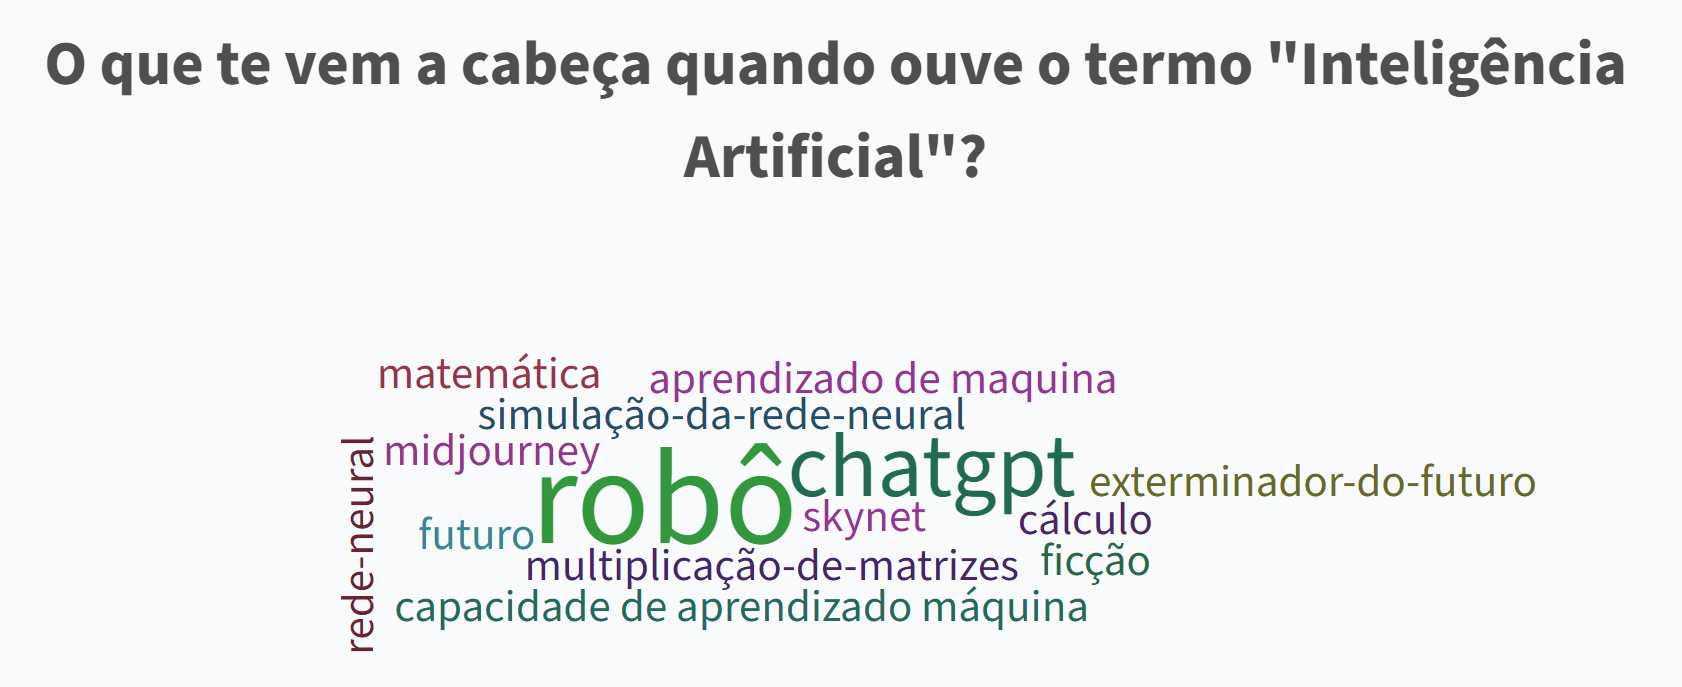 O que te vem a cabeça quando ouve o termo "Inteligência
Artificial"?
matemática
aprendizado de maquina
simulação-da-rede-neural
rede-neural
midjourney
robô
chatgpt
exterminador-do-futuro
skynet
cálculo
futuro
multiplicação-de-matrizes
ficção
capacidade de aprendizado máquina